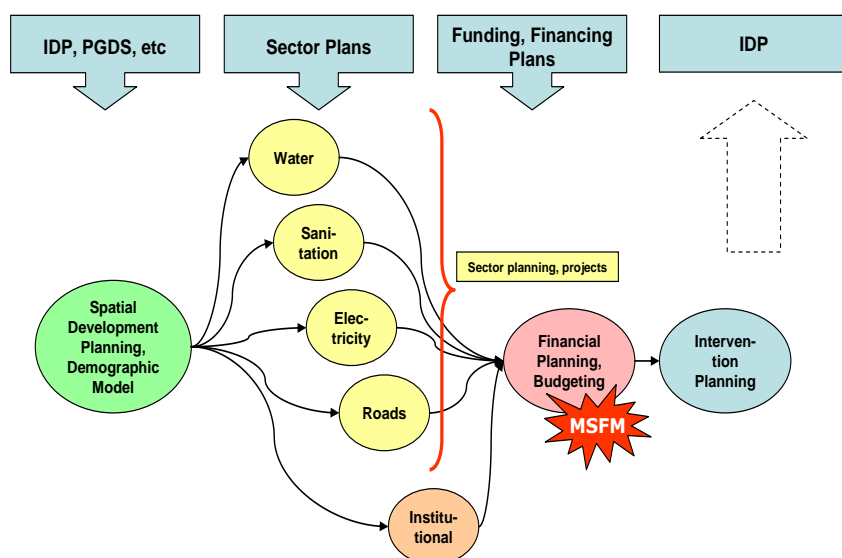 IDP, PGDS, etc
Sector Plans
Funding, Financing
Plans
IDP
Water
Sani-
tation
Sector planning, projects
Spatial
Development
Planning,
Demographic
Model
Elec-
tricity
Financial
Planning,
Budgeting
Interven-
tion
Planning
Roads
MSFM
Institu-
tional